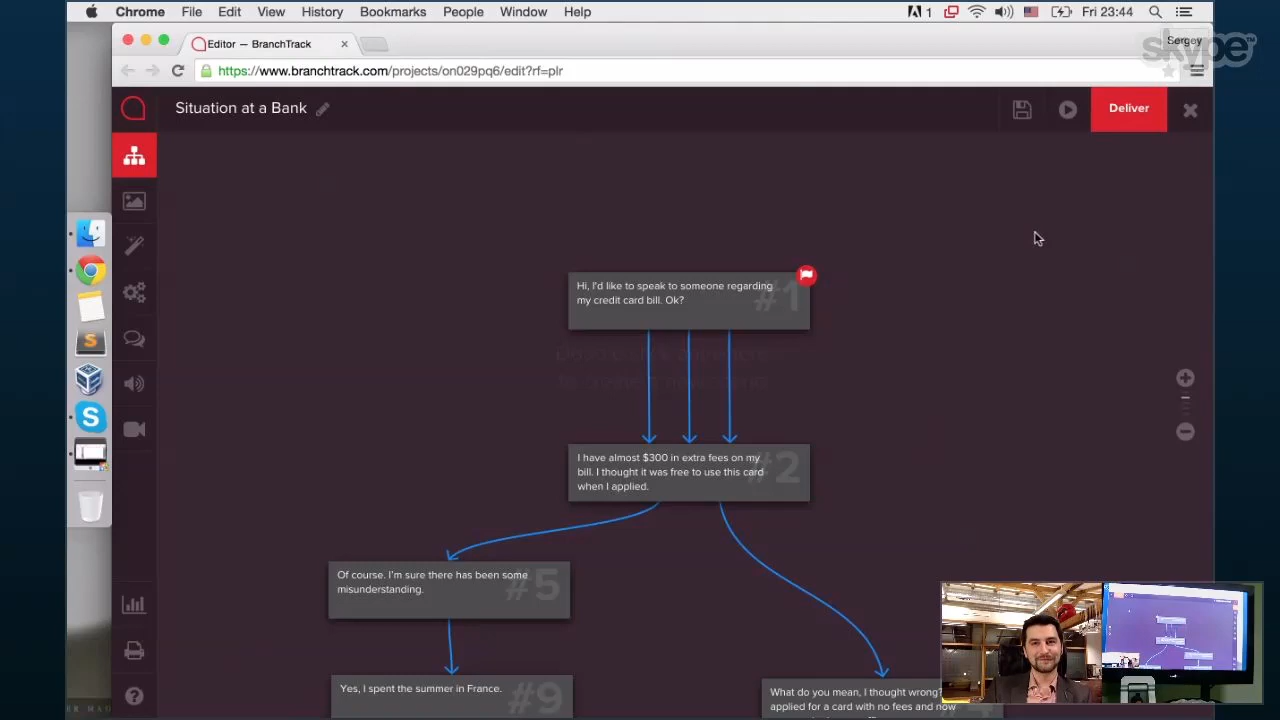 Chrome File Edit View History Bookmarks People Window Help
1 Fri 23:44
Editor — BranchTrack
Sergey
skype™
https://www.branchtrack.com/projects/on029pq6/edit?rf=plr
Situation at a Bank
Deliver
#1
Hi, I'd like to speak to someone regarding
my credit card bill. Ok?
#2
I have almost $300 in extra fees on my
bill. I thought it was free to use this card
when I applied.
#5
Of course. I'm sure there has been some
misunderstanding.
#9
Yes, I spent the summer in France.
What do you mean, I thought wrong?
applied for a card with no fees and now